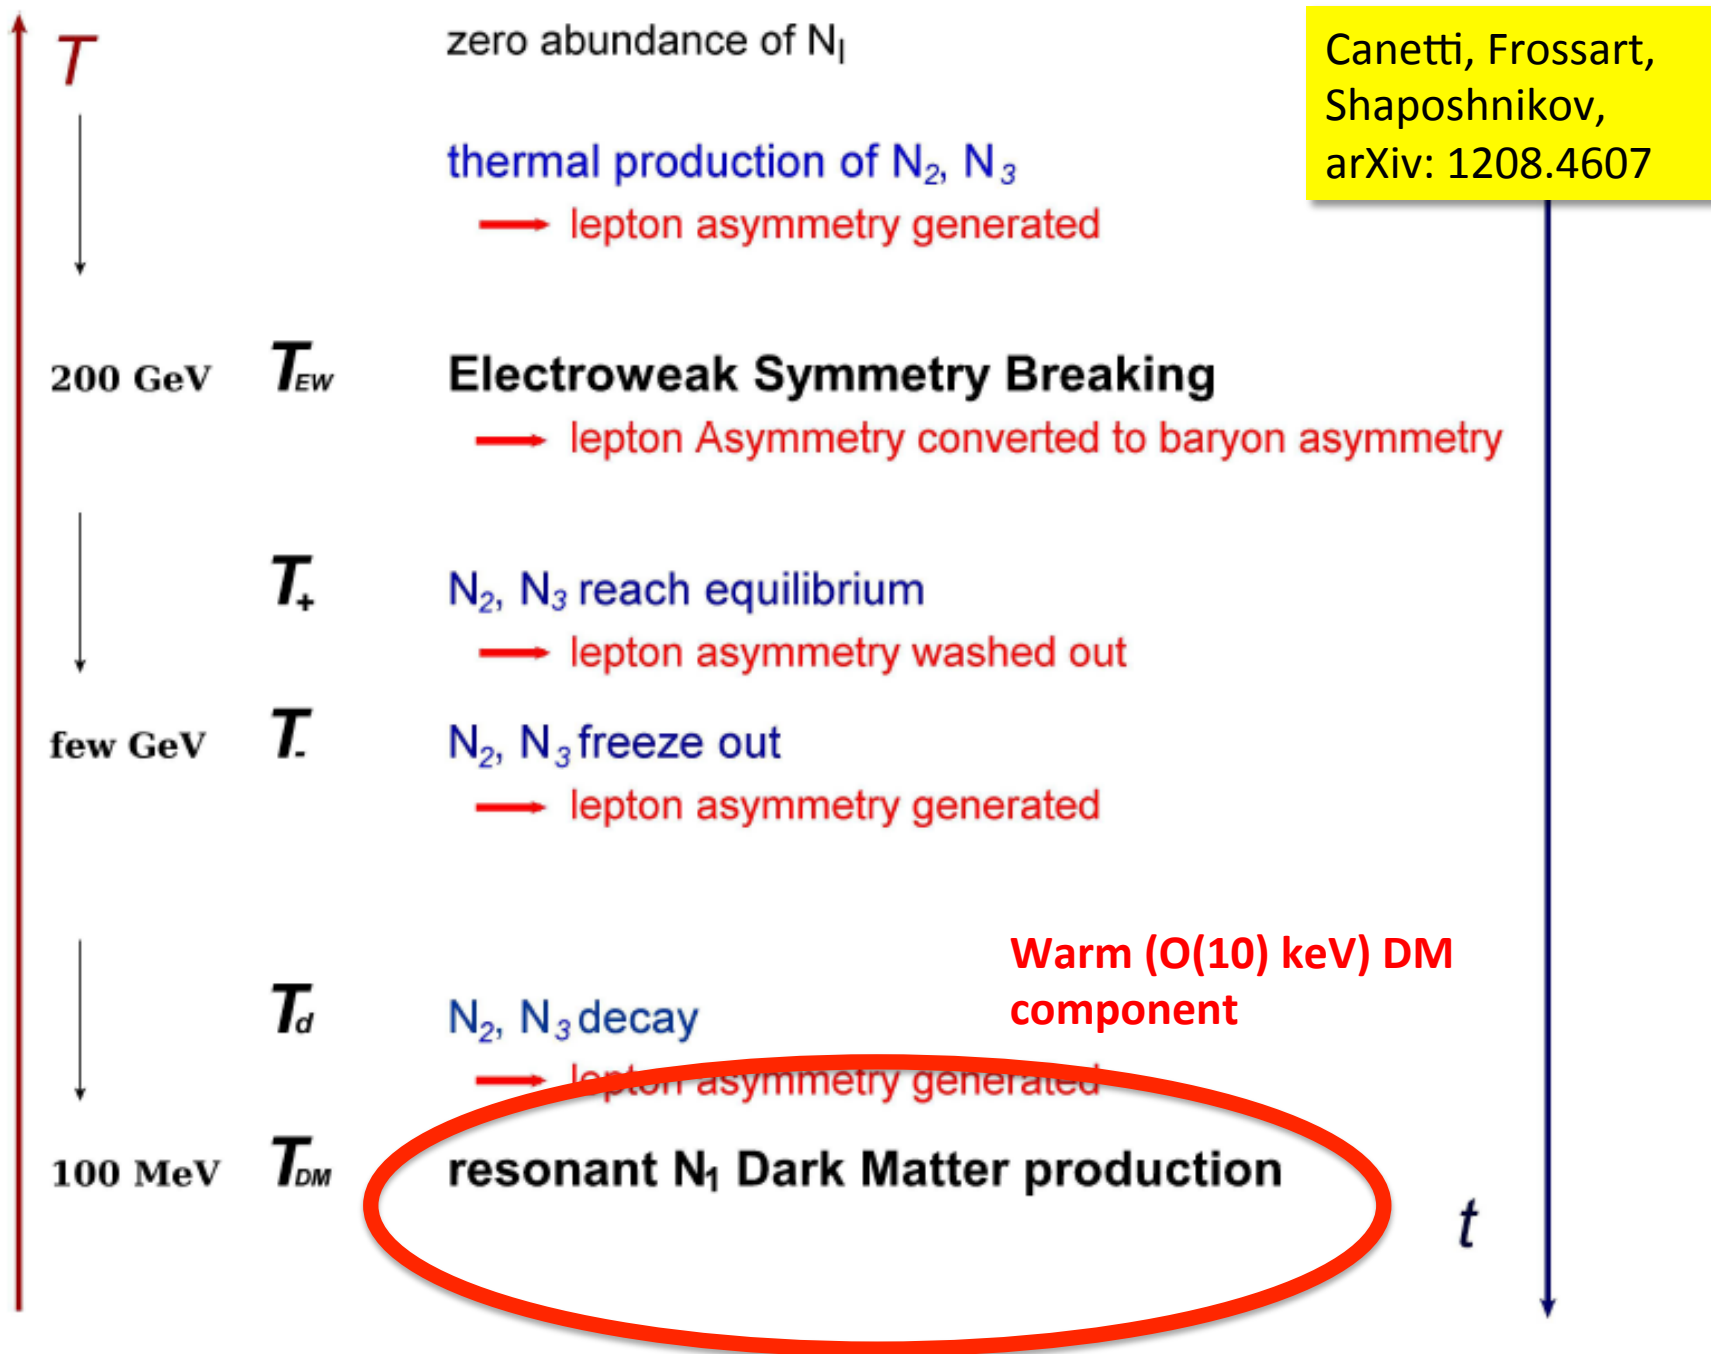 T
zero abundance of N_I
Canetti, Frossart,
Shaposhnikov,
arXiv: 1208.4607
thermal production of N₂, N₃
lepton asymmetry generated
200 GeV T_EW Electroweak Symmetry Breaking
lepton Asymmetry converted to baryon asymmetry
T₊ N₂, N₃ reach equilibrium
lepton asymmetry washed out
few GeV T₋ N₂, N₃ freeze out
lepton asymmetry generated
Warm (O(10) keV) DM
component
T_d N₂, N₃ decay
lepton asymmetry generated
100 MeV T_DM resonant N₁ Dark Matter production
t